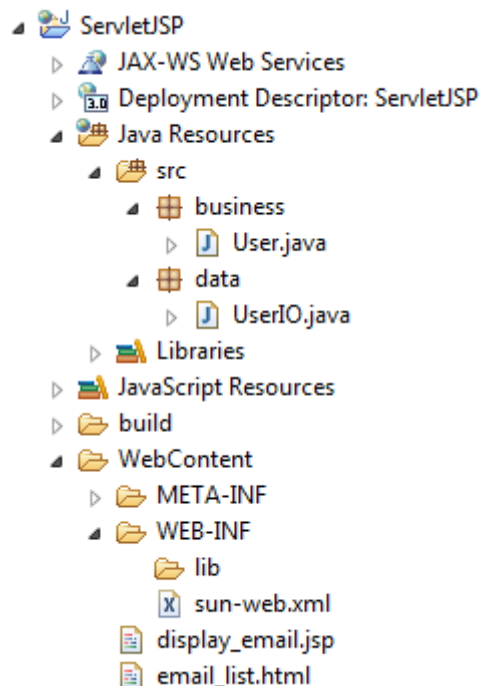 ServletJSP
JAX-WS Web Services
3.0 Deployment Descriptor: ServletJSP
Java Resources
src
business
J User.java
data
J UserIO.java
Libraries
JavaScript Resources
build
WebContent
META-INF
WEB-INF
lib
X sun-web.xml
display_email.jsp
email_list.html